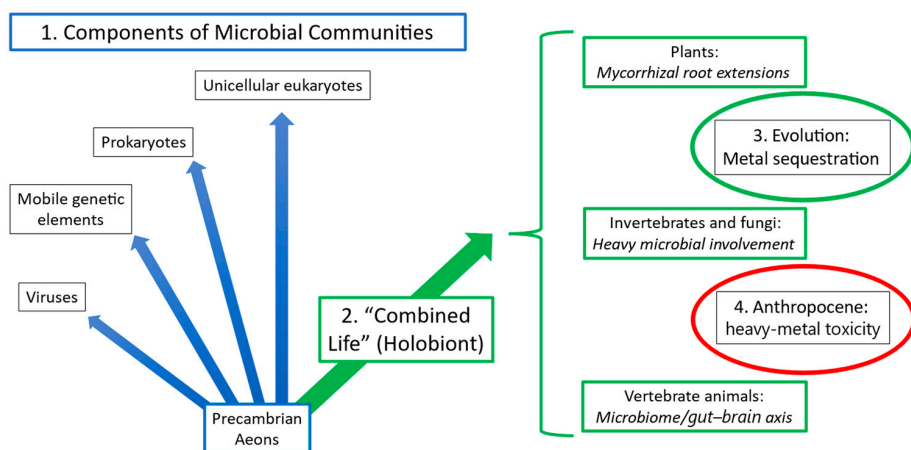 1. Components of Microbial Communities
Unicellular eukaryotes
Prokaryotes
Mobile genetic
elements
Viruses
Precambrian
Aeons
2. “Combined
Life” (Holobiont)
Plants:
Mycorrhizal root extensions
3. Evolution:
Metal sequestration
Invertebrates and fungi:
Heavy microbial involvement
4. Anthropocene:
heavy-metal toxicity
Vertebrate animals:
Microbiome/gut–brain axis